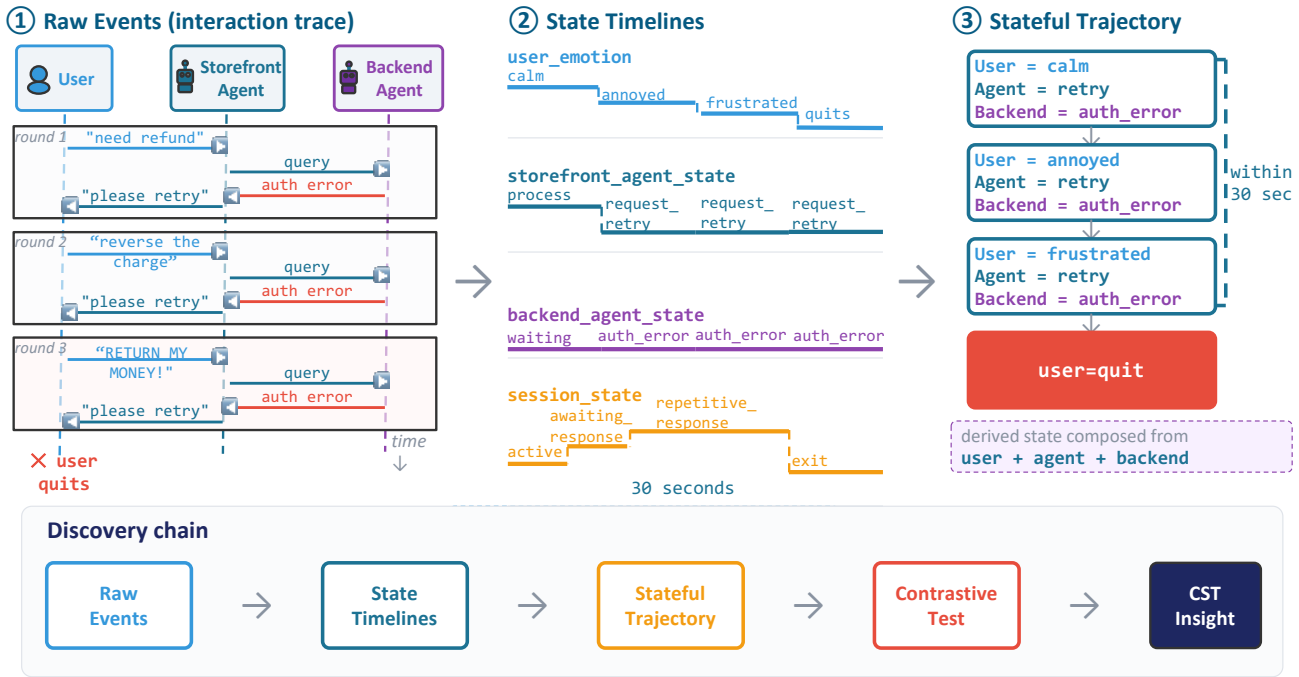 ① Raw Events (interaction trace)
User
Storefront
Agent
Backend
Agent
round 1
"need refund"
query
auth error
"please retry"
round 2
“reverse the
charge”
query
auth error
"please retry"
round 3
“RETURN MY
MONEY!"
query
auth error
"please retry"
time
user
quits
② State Timelines
user_emotion
calm
annoyed
frustrated
quits
storefront_agent_state
process
request_
retry
request_
retry
request_
retry
backend_agent_state
waiting
auth_error
auth_error
auth_error
session_state
active
awaiting_
response
repetitive_
response
exit
30 seconds
③ Stateful Trajectory
User = calm
Agent = retry
Backend = auth_error
User = annoyed
Agent = retry
Backend = auth_error
User = frustrated
Agent = retry
Backend = auth_error
within
30 sec
user=quit
derived state composed from
user + agent + backend
Discovery chain
Raw
Events
State
Timelines
Stateful
Trajectory
Contrastive
Test
CST
Insight